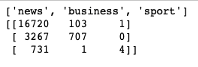 ['news', 'business', 'sport']
[[16720 103 1]
[ 3267 707 0]
[ 731 1 4]]